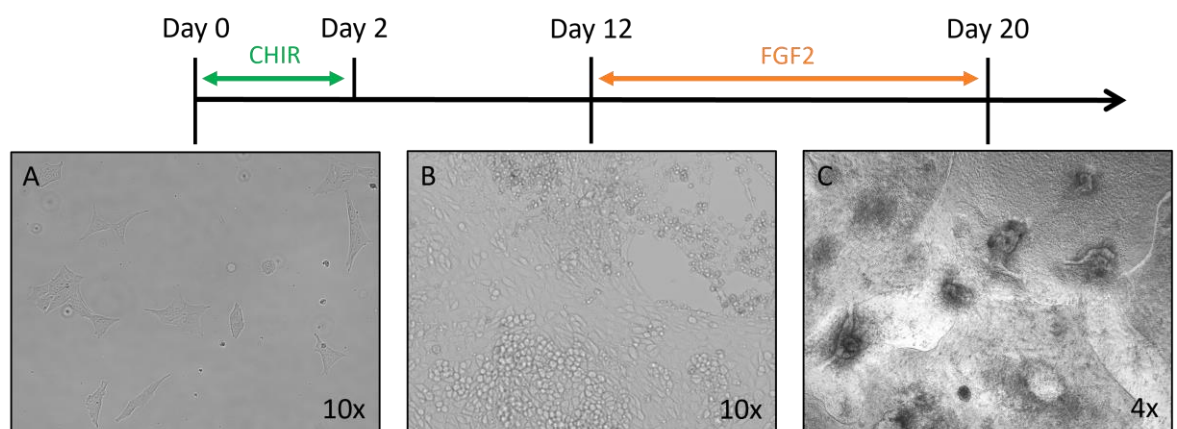 Day 0 Day 2 Day 12 Day 20
CHIR FGF2
A B C
10x 10x 4x